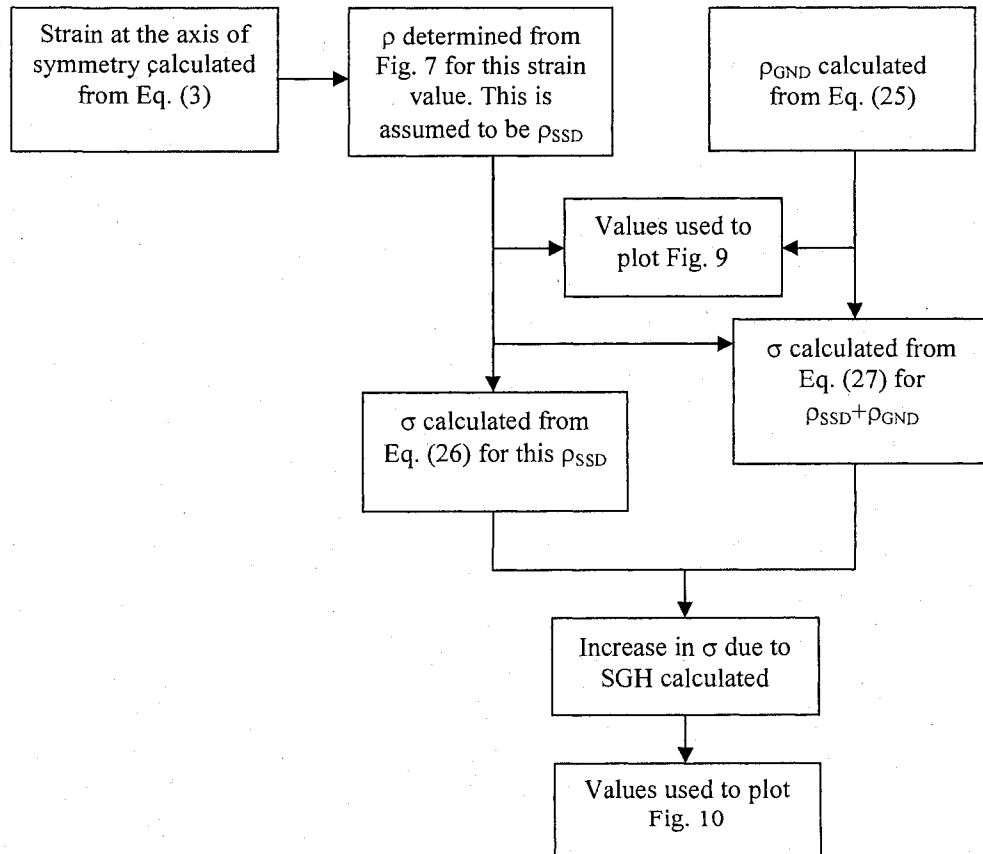 Strain at the axis of
symmetry calculated
from Eq. (3)
ρ determined from
Fig. 7 for this strain
value. This is
assumed to be ρSSD
ρGND calculated
from Eq. (25)
Values used to
plot Fig. 9
σ calculated from
Eq. (27) for
ρSSD+ρGND
σ calculated from
Eq. (26) for this ρSSD
Increase in σ due to
SGH calculated
Values used to plot
Fig. 10